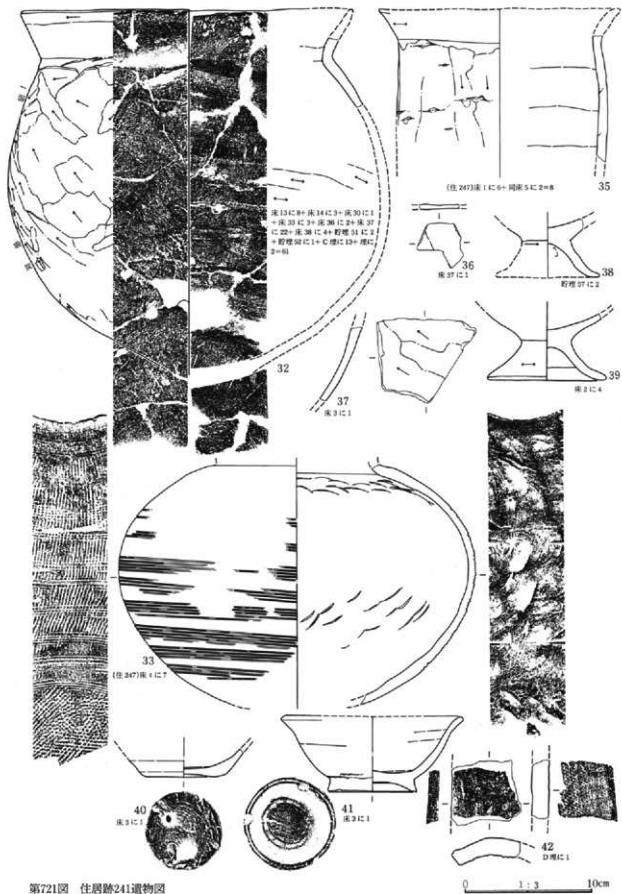 床13に8+床14に3+床30に1
+床33に3+床36に2+床37
に22+床38に4+貯埋51に2
+貯埋52に1+C埋に13+埋に
2=61
32
(住247)床1に6+同床5に2=8
35
36
床37に1
38
貯埋57に2
37
床3に1
39
床2に4
33
(住247)床4に7
40
床3に1
41
床3に1
42
D埋に1
第721図 住居跡241遺物図
0 1:3 10cm